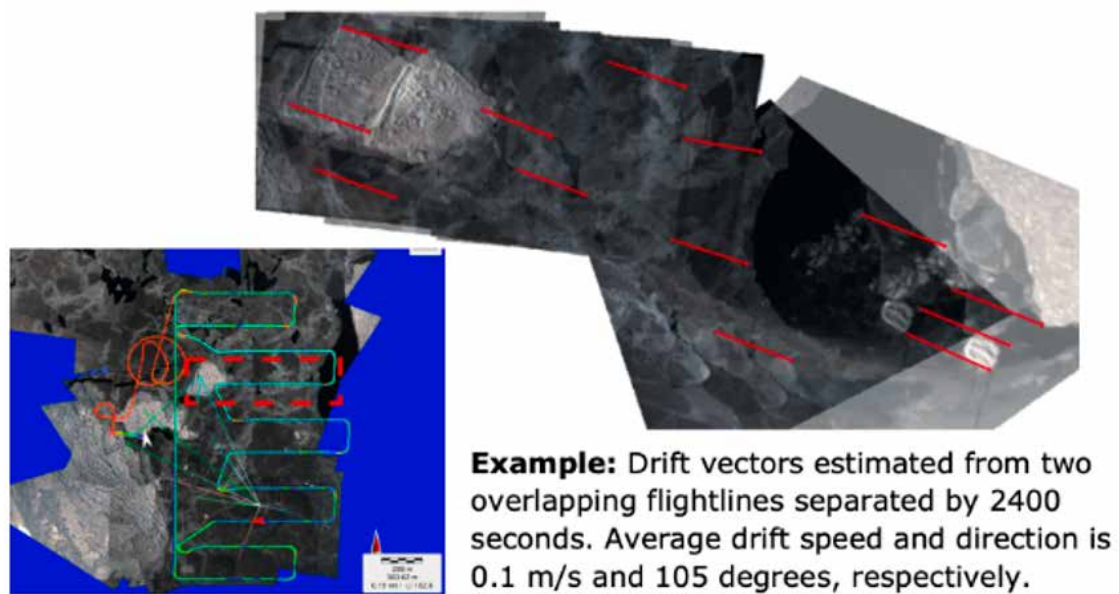 Example: Drift vectors estimated from two
overlapping flightlines separated by 2400
seconds. Average drift speed and direction is
0.1 m/s and 105 degrees, respectively.